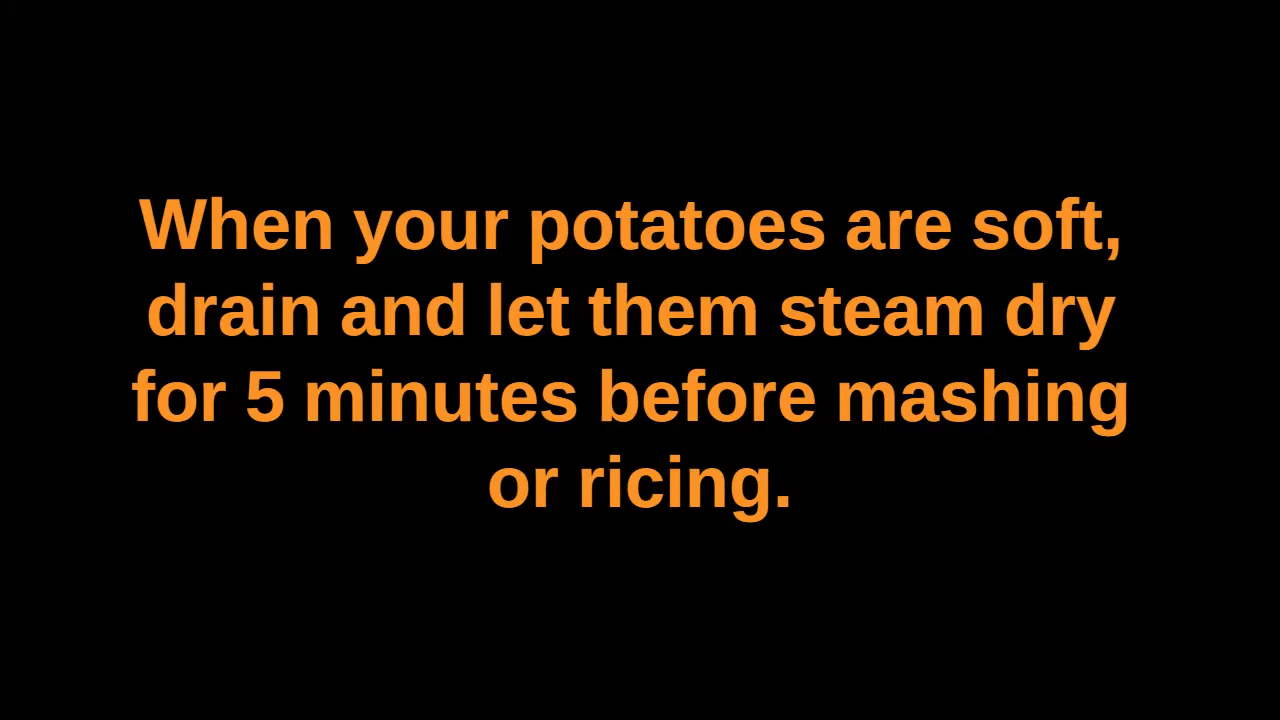 When your potatoes are soft,
drain and let them steam dry
for 5 minutes before mashing
or ricing.